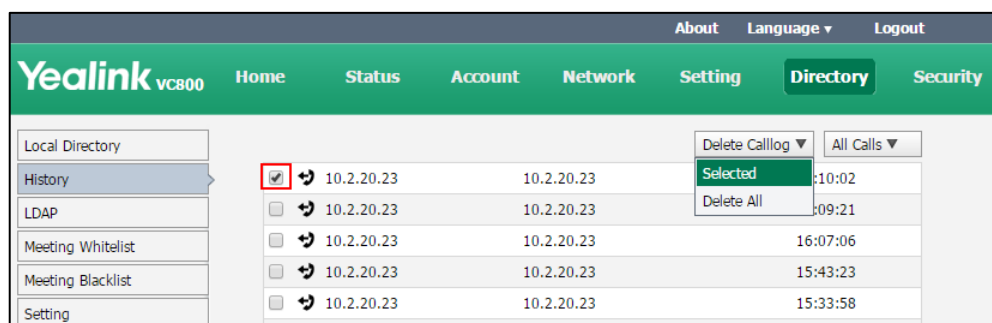 About Language ▾ Logout
Yealink VC800 Home Status Account Network Setting Directory Security
Local Directory
Delete Calllog ▼ All Calls ▼
History
10.2.20.23 10.2.20.23 :10:02
Selected
LDAP
10.2.20.23 10.2.20.23 :09:21
Delete All
Meeting Whitelist
10.2.20.23 10.2.20.23 16:07:06
Meeting Blacklist
10.2.20.23 10.2.20.23 15:43:23
Setting
10.2.20.23 10.2.20.23 15:33:58